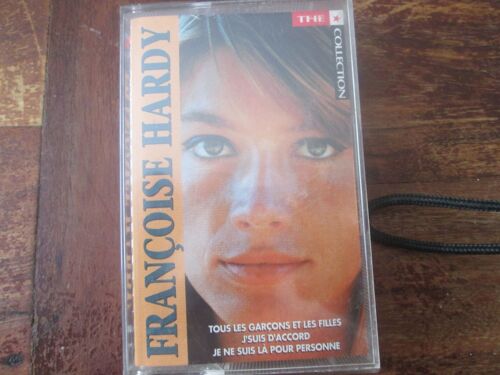 FRANÇOISE HARDY
THE
COLLECTION
TOUS LES GARÇONS ET LES FILLES
J'SUIS D'ACCORD
JE NE SUIS LÀ POUR PERSONNE